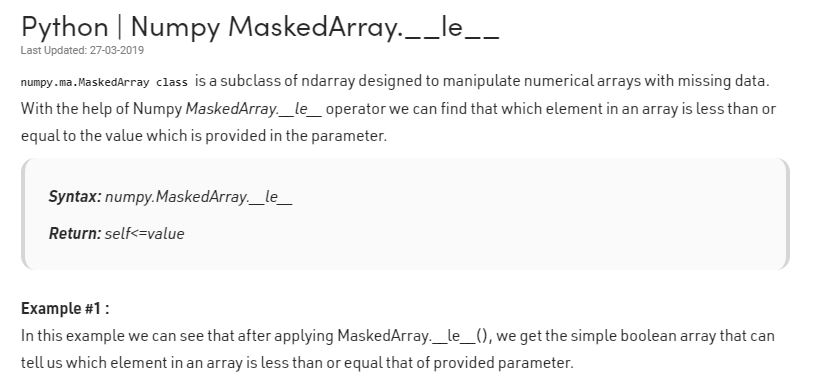 Python | Numpy MaskedArray.__le__
Last Updated: 27-03-2019
numpy.ma.MaskedArray class is a subclass of ndarray designed to manipulate numerical arrays with missing data.
With the help of Numpy MaskedArray.__le__ operator we can find that which element in an array is less than or
equal to the value which is provided in the parameter.
Syntax: numpy.MaskedArray.__le__
Return: self<=value
Example #1 :
In this example we can see that after applying MaskedArray.__le__(), we get the simple boolean array that can
tell us which element in an array is less than or equal that of provided parameter.